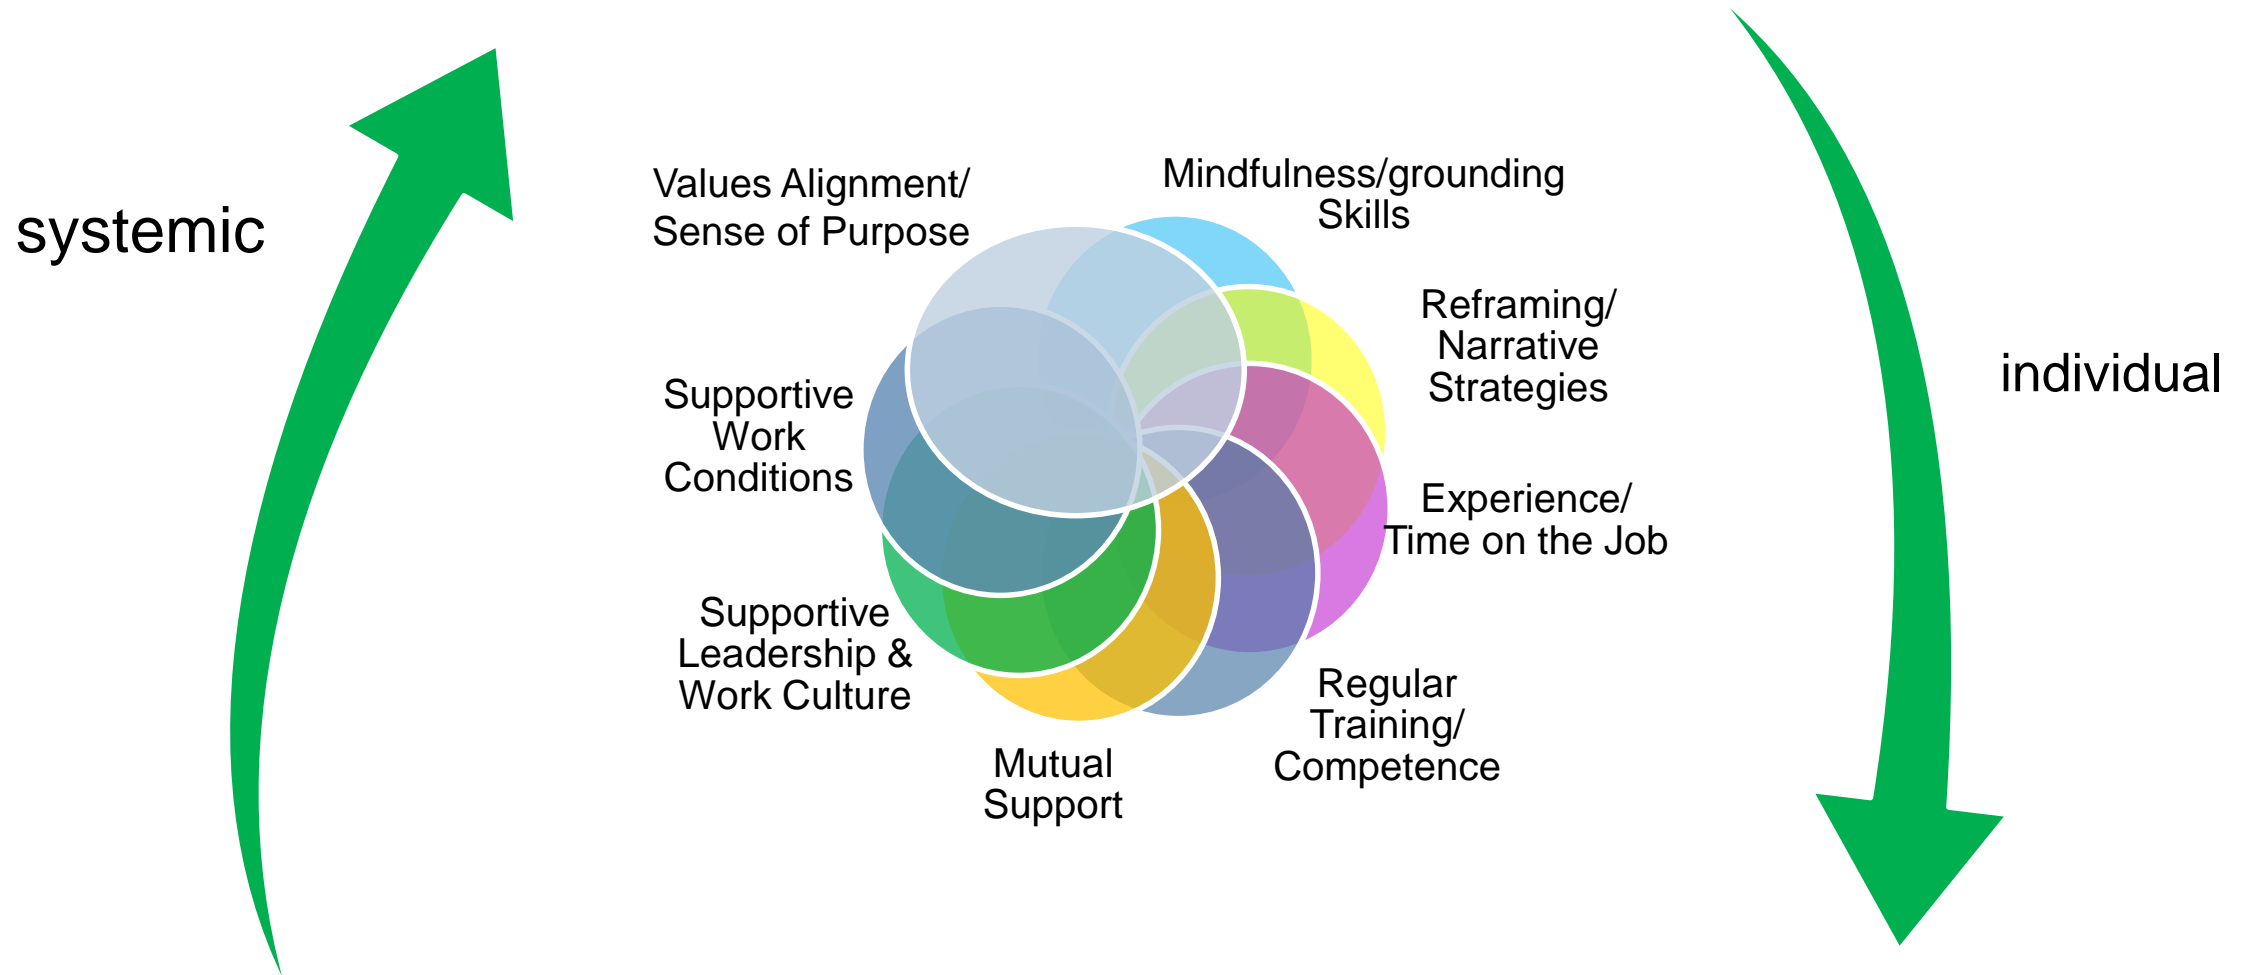 systemic
Values Alignment/
Sense of Purpose
Mindfulness/grounding
Skills
Reframing/
Narrative
Strategies
individual
Supportive
Work
Conditions
Experience/
Time on the Job
Supportive
Leadership &
Work Culture
Regular
Training/
Competence
Mutual
Support